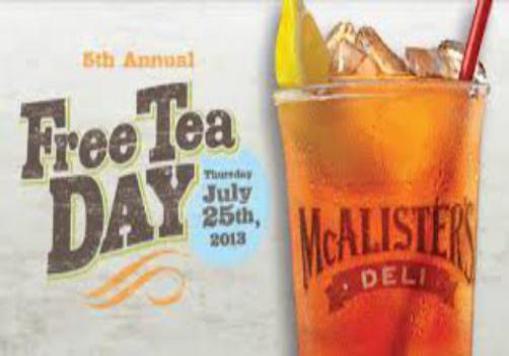 5th Annual
Free Tea
DAY
Thursday
July
25th,
2013
McALISTER'S
DELI